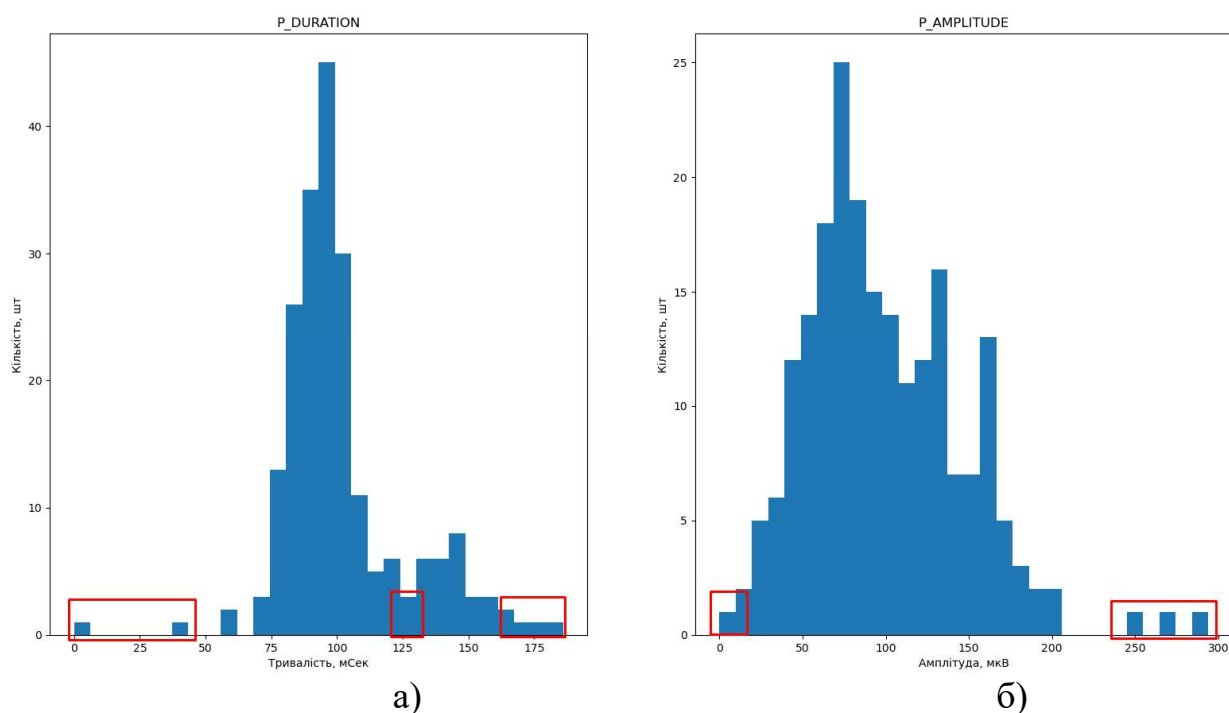 P_DURATION
Кількість, шт
40
30
20
10
0
0 25 50 75 100 125 150 175
Тривалість, мСек
а)
P_AMPLITUDE
Кількість, шт
25
20
15
10
5
0
0 50 100 150 200 250 300
Амплітуда, мкВ
б)